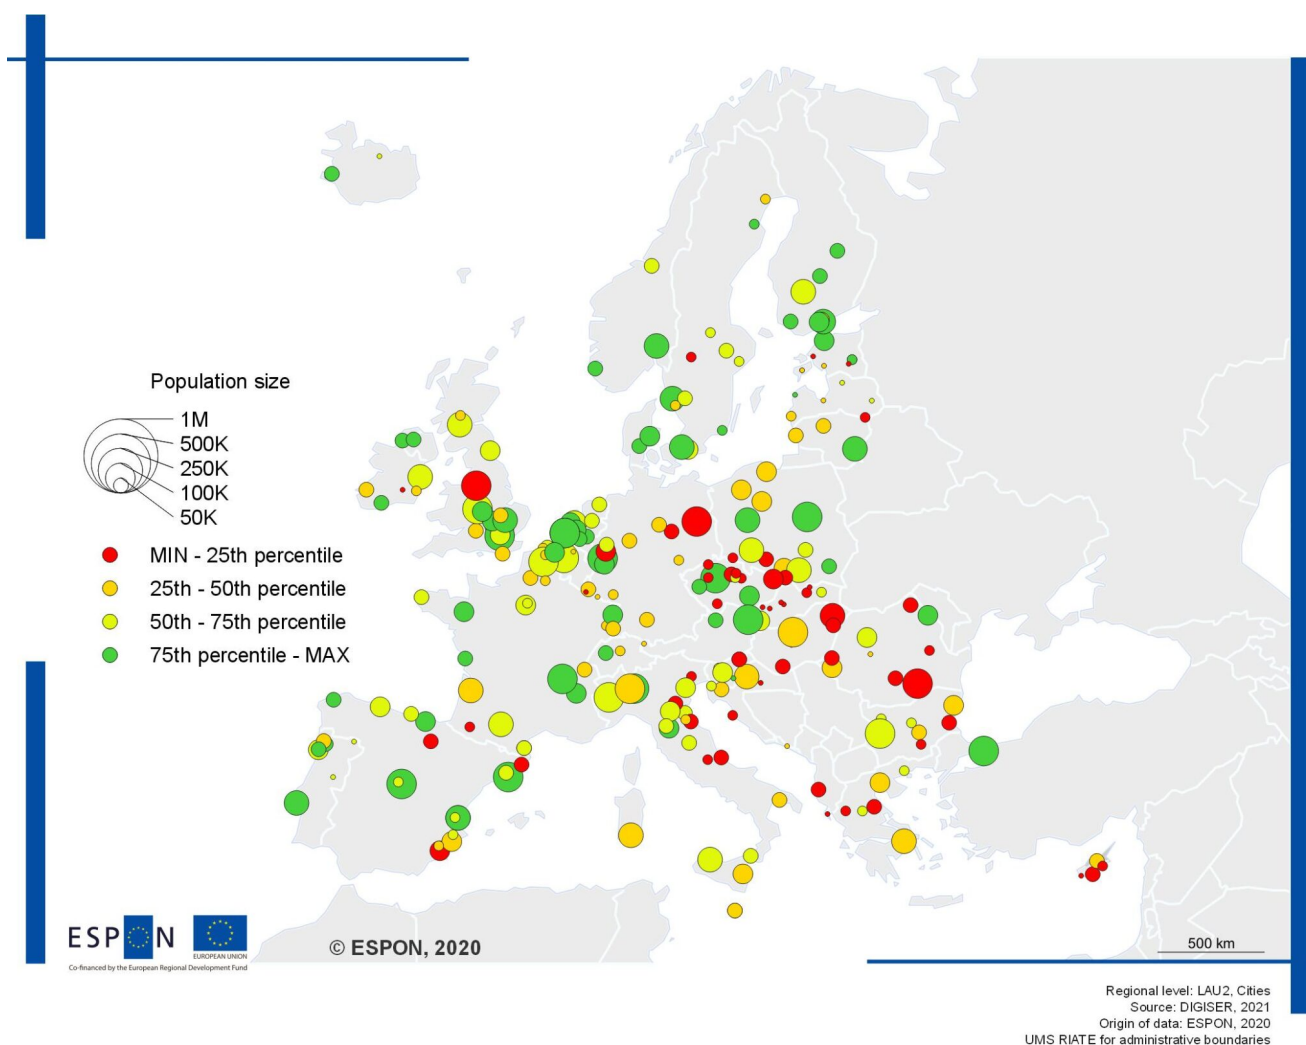 Population size
1M
500K
250K
100K
50K
MIN - 25th percentile
25th - 50th percentile
50th - 75th percentile
75th percentile - MAX
ESPON
EUROPEAN UNION
Co-financed by the European Regional Development Fund
© ESPON, 2020
500 km
Regional level: LAU2, Cities
Source: DIGISER, 2021
Origin of data: ESPON, 2020
UMS RIATE for administrative boundaries